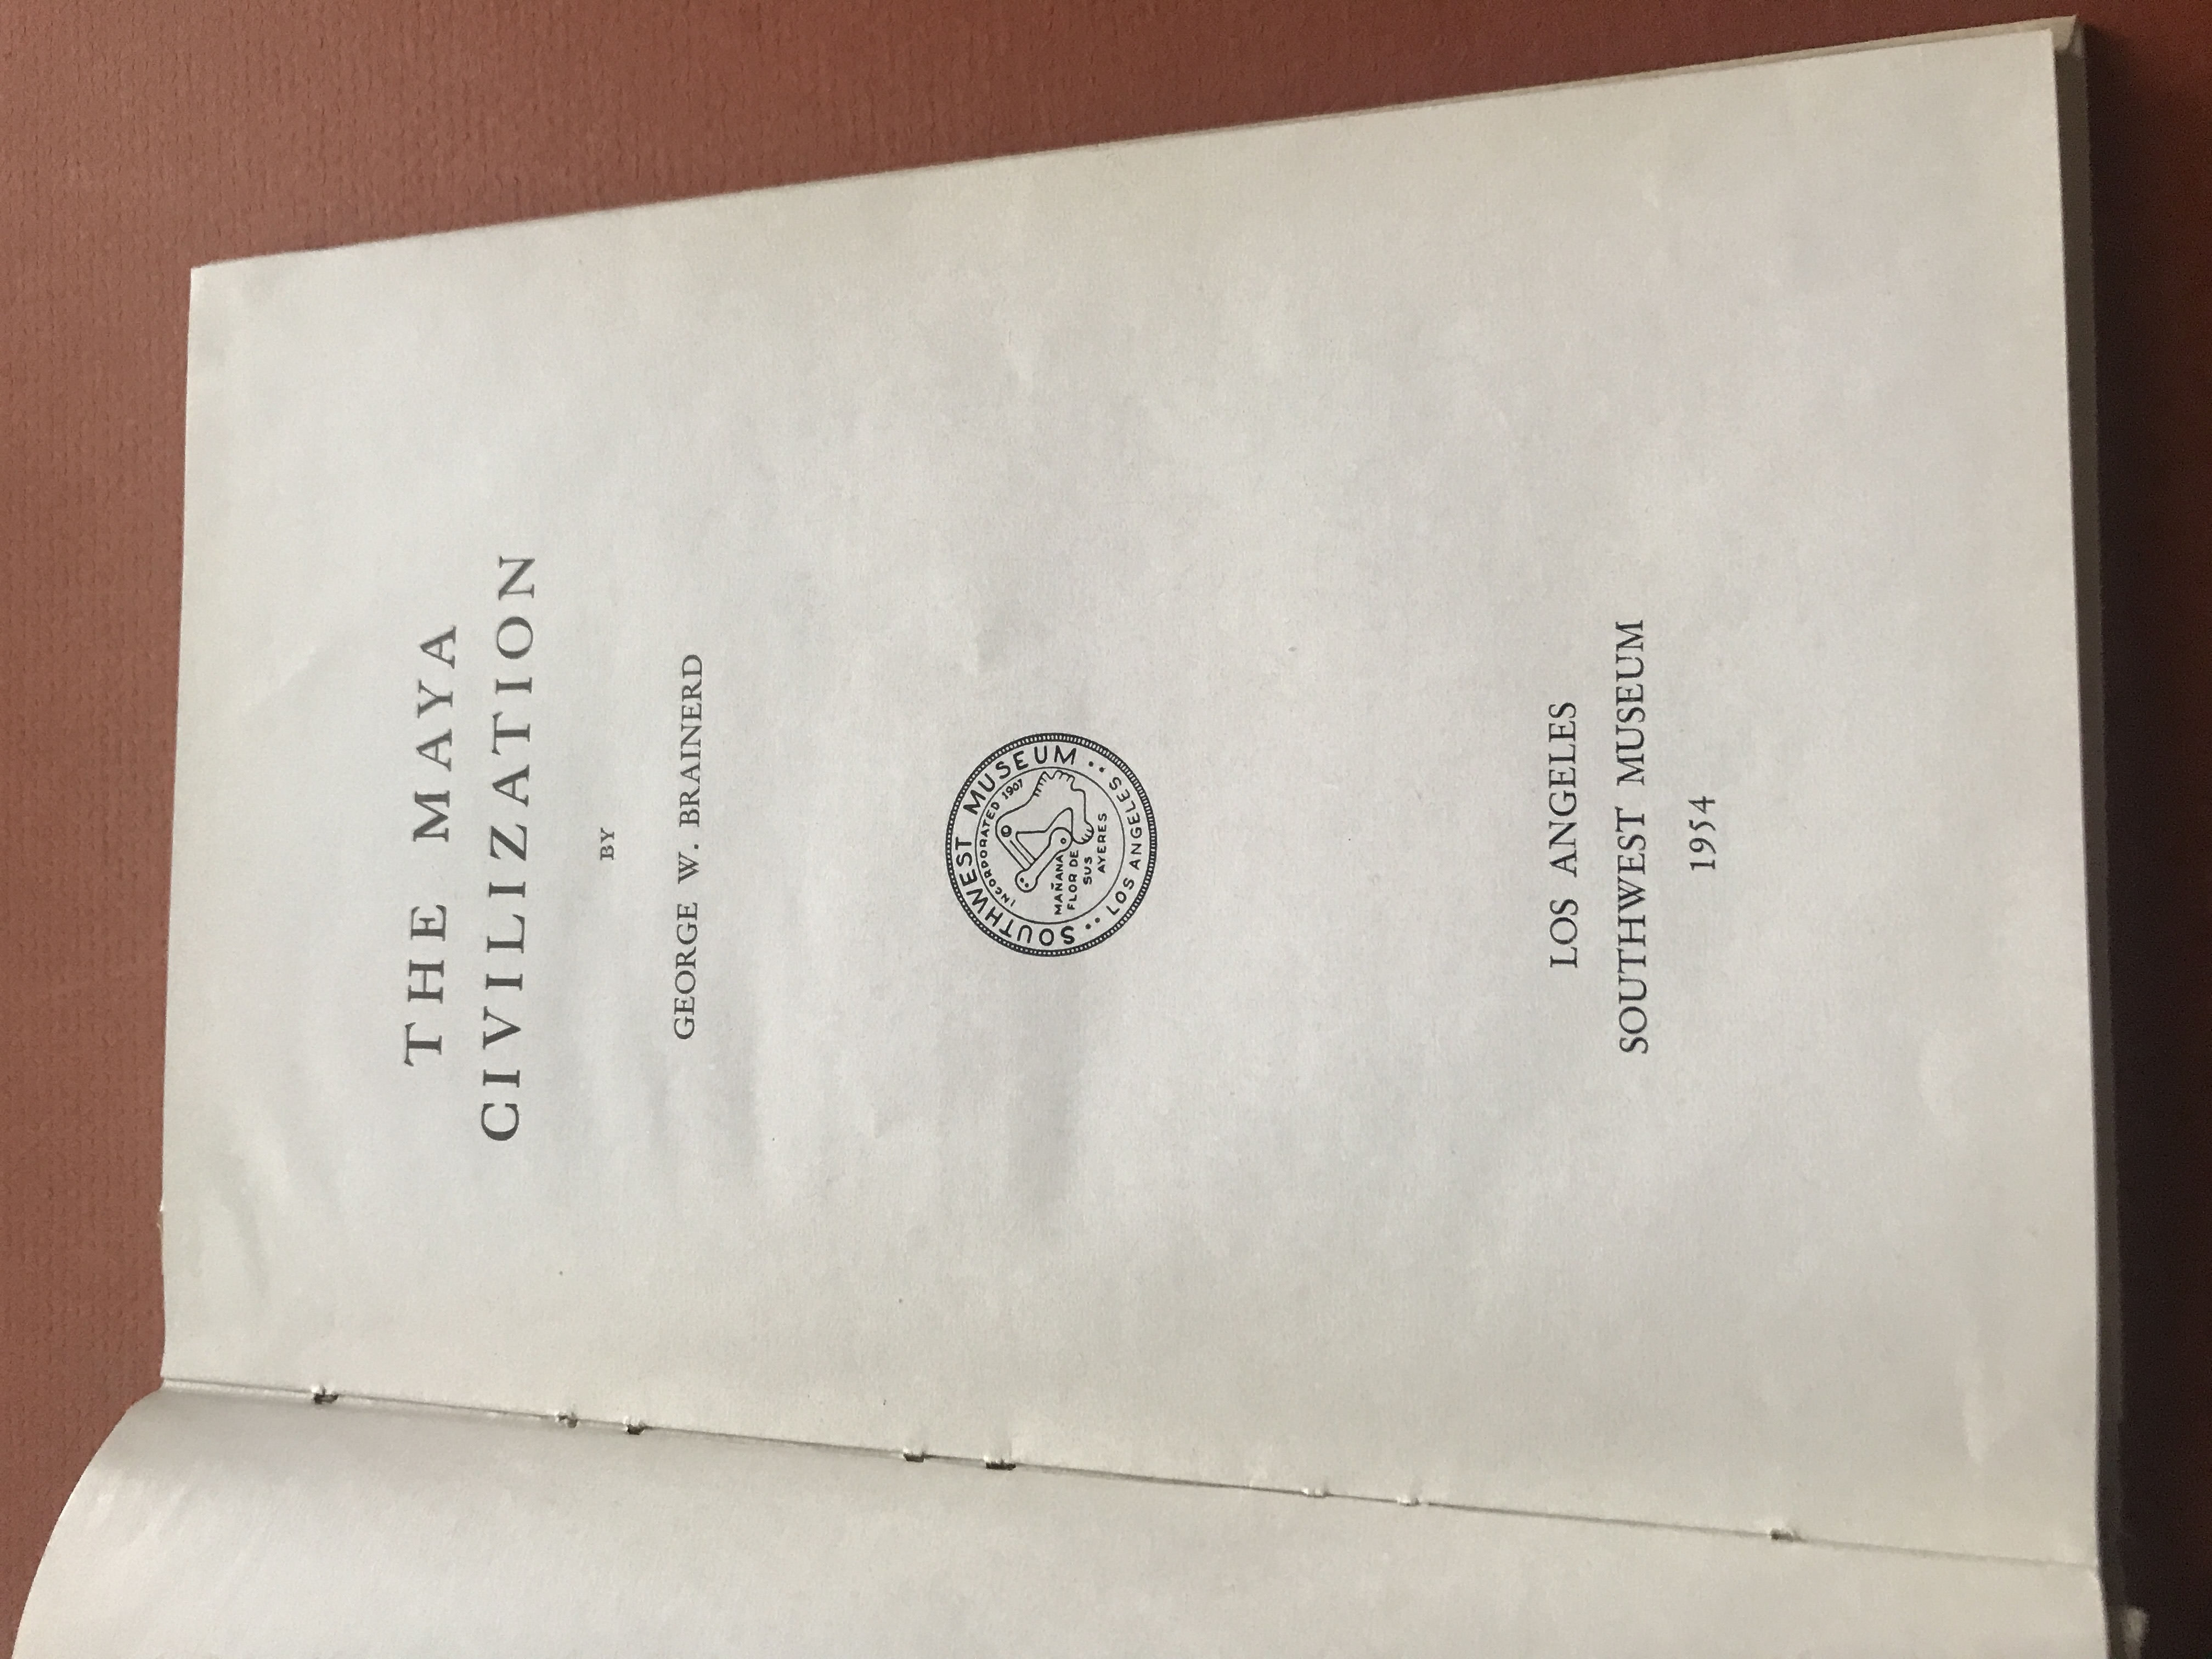 THE MAYA
CIVILIZATION
BY
GEORGE W. BRAINERD
SOUTHWEST MUSEUM
INCORPORATED 1907
MAÑANA
FLOR DE
SUS
AYERES
LOS ANGELES
LOS ANGELES
SOUTHWEST MUSEUM
1954